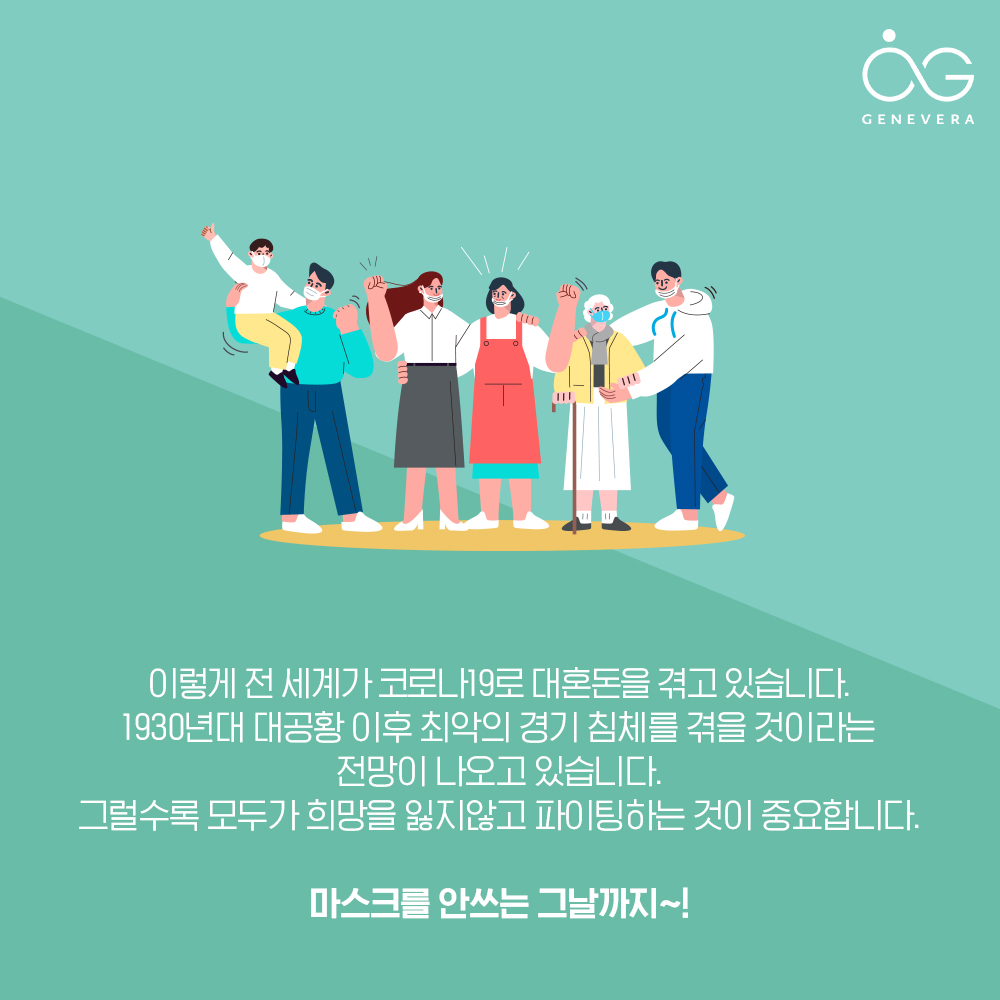 GENEVERA
이렇게 전 세계가 코로나19로 대혼돈을 겪고 있습니다.
1930년대 대공황 이후 최악의 경기 침체를 겪을 것이라는
전망이 나오고 있습니다.
그럴수록 모두가 희망을 잃지않고 파이팅하는 것이 중요합니다.
마스크를 안쓰는 그날까지~!